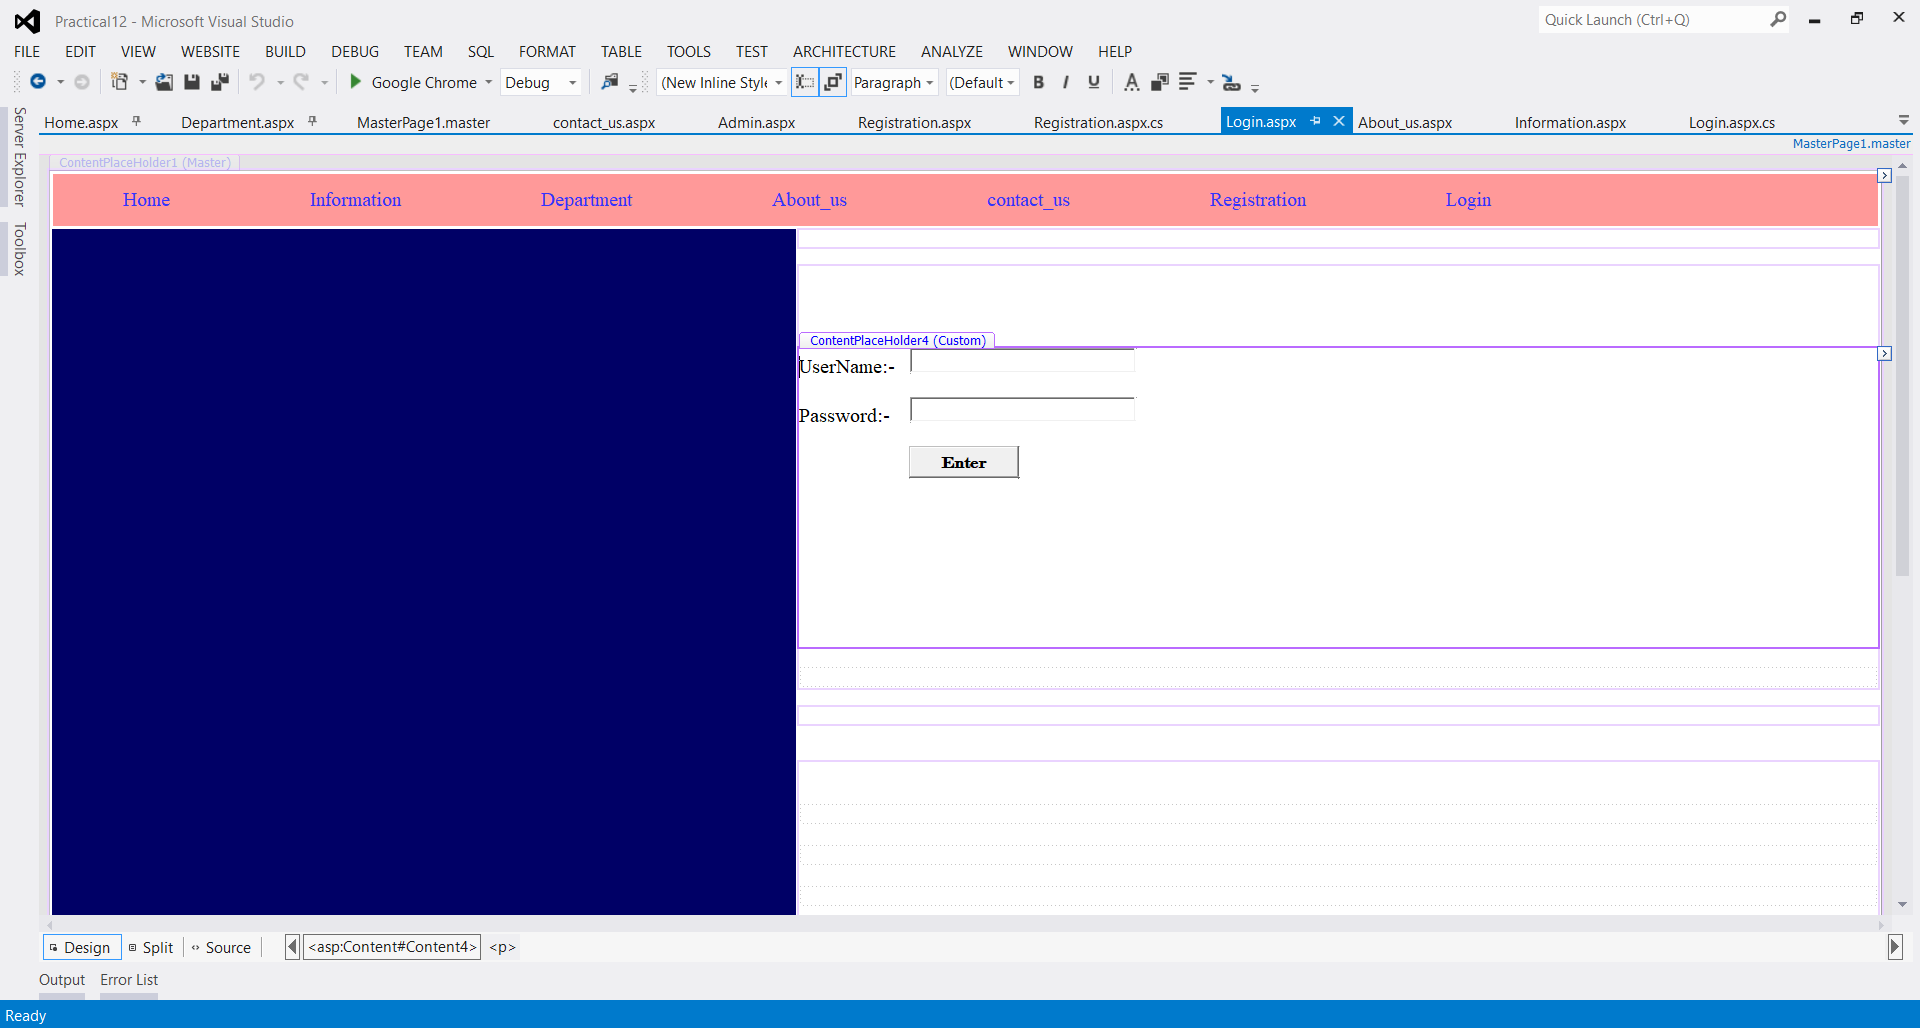 Practical12 - Microsoft Visual Studio
Quick Launch (Ctrl+Q)
FILE EDIT VIEW WEBSITE BUILD DEBUG TEAM SQL FORMAT TABLE TOOLS TEST ARCHITECTURE ANALYZE WINDOW HELP
Google Chrome Debug (New Inline Style Paragraph (Default B I U A
Server Explorer
Toolbox
Home.aspx Department.aspx MasterPage1.master contact_us.aspx Admin.aspx Registration.aspx Registration.aspx.cs Login.aspx About_us.aspx Information.aspx Login.aspx.cs
MasterPage1.master
ContentPlaceHolder1 (Master)
Home Information Department About_us contact_us Registration Login
ContentPlaceHolder4 (Custom)
UserName:-
Password:-
Enter
Design Split Source <asp:Content#Content4> <p>
Output Error List
Ready